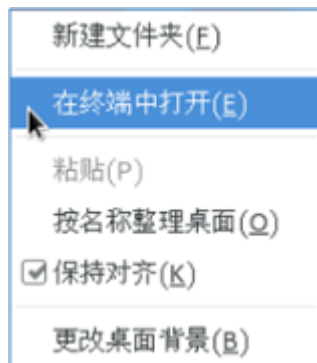 新建文件夹(F)
在终端中打开(E)
粘贴(P)
按名称整理桌面(O)
保持对齐(K)
更改桌面背景(B)